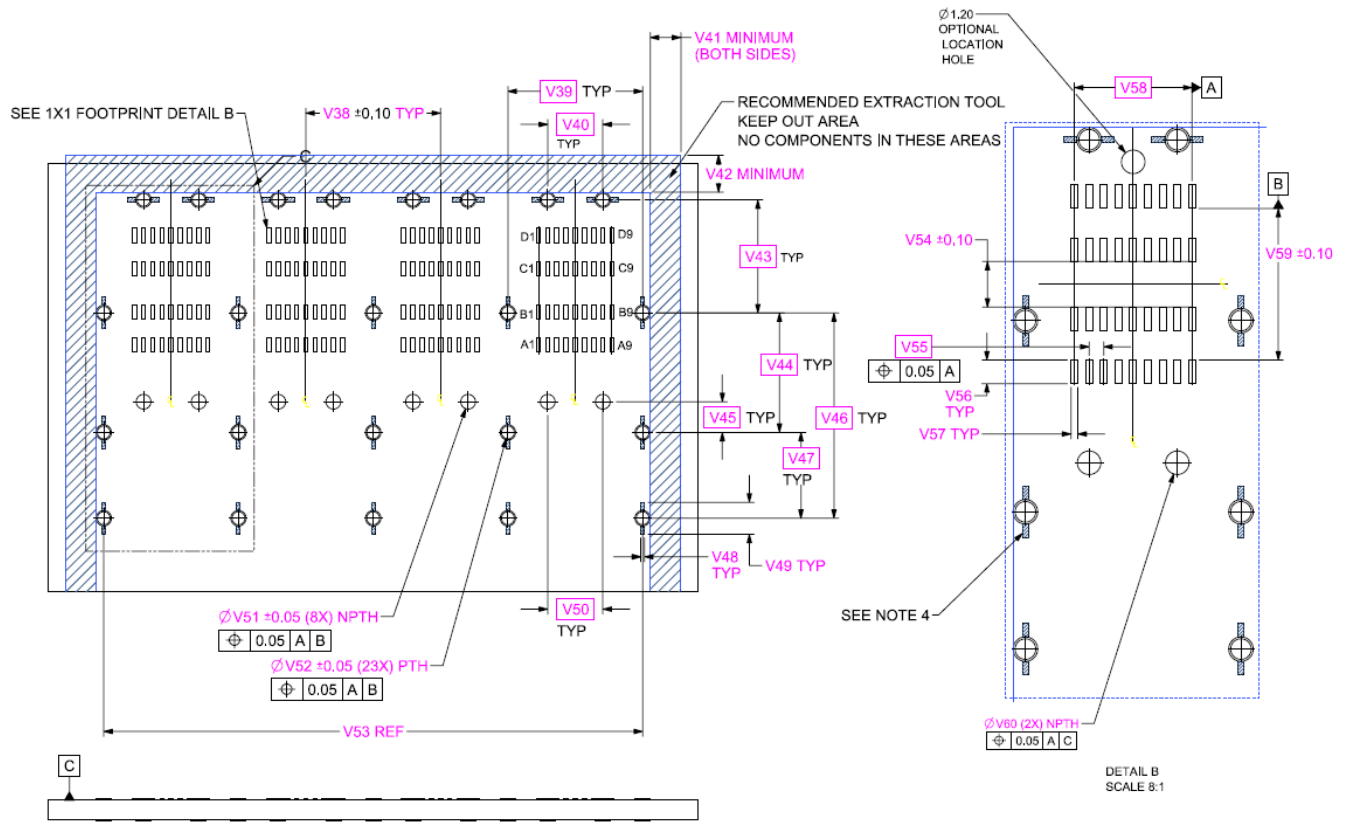 Ø1.20
OPTIONAL
LOCATION
HOLE
V41 MINIMUM
(BOTH SIDES)
V39 TYP
V58
A
SEE 1X1 FOOTPRINT DETAIL B
V38 ±0,10 TYP
V40
TYP
RECOMMENDED EXTRACTION TOOL
KEEP OUT AREA
NO COMPONENTS IN THESE AREAS
V42 MINIMUM
B
D1
D9
V43 TYP
V54 ±0,10
V59 ±0.10
C1
C9
B1
B9
A1
A9
V55
⌖ 0.05 A
V44
TYP
V56
TYP
V45
TYP
V46
TYP
V57 TYP
V47
TYP
V48
TYP
V49 TYP
V50
TYP
SEE NOTE 4
ØV51 ±0.05 (8X) NPTH
⌖ 0.05 A B
ØV52 ±0.05 (23X) PTH
⌖ 0.05 A B
V53 REF
ØV60 (2X) NPTH
⌖ 0.05 A C
C
DETAIL B
SCALE 8:1